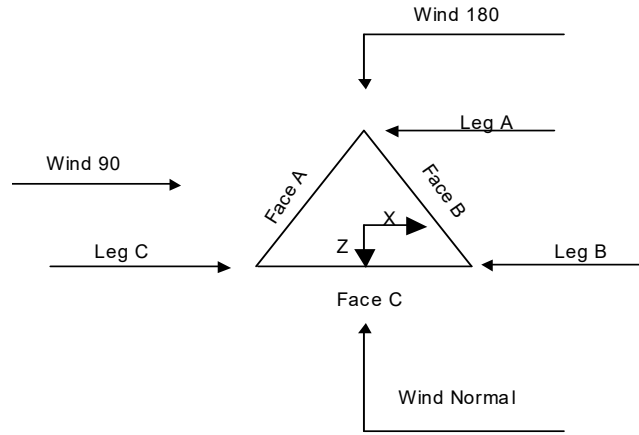 Wind 180
Leg A
Wind 90
Face A
Face B
X
Z
Leg C
Leg B
Face C
Wind Normal